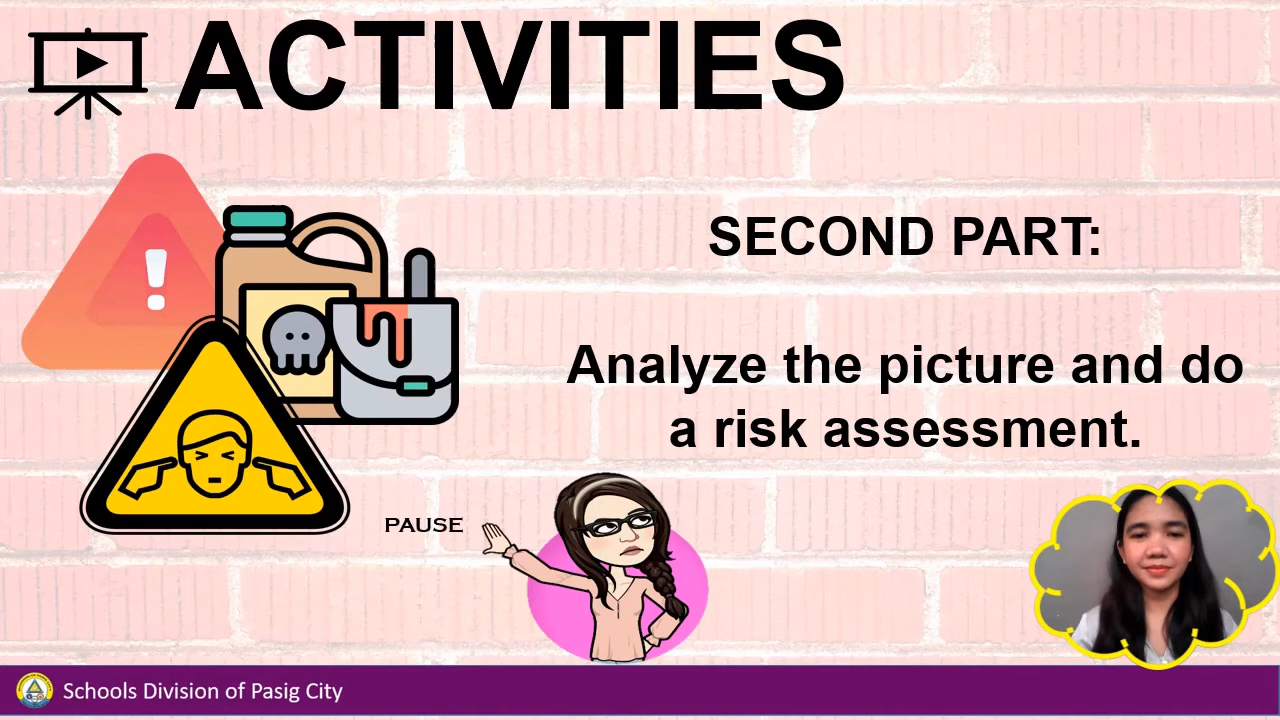 ACTIVITIES
SECOND PART:
Analyze the picture and do
a risk assessment.
PAUSE
Schools Division of Pasig City